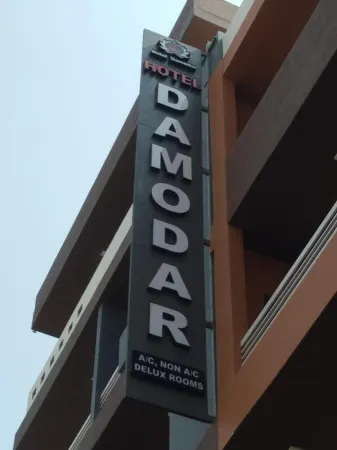 HOTEL
DAMODAR
A/C, NON A/C
DELUX ROOMS